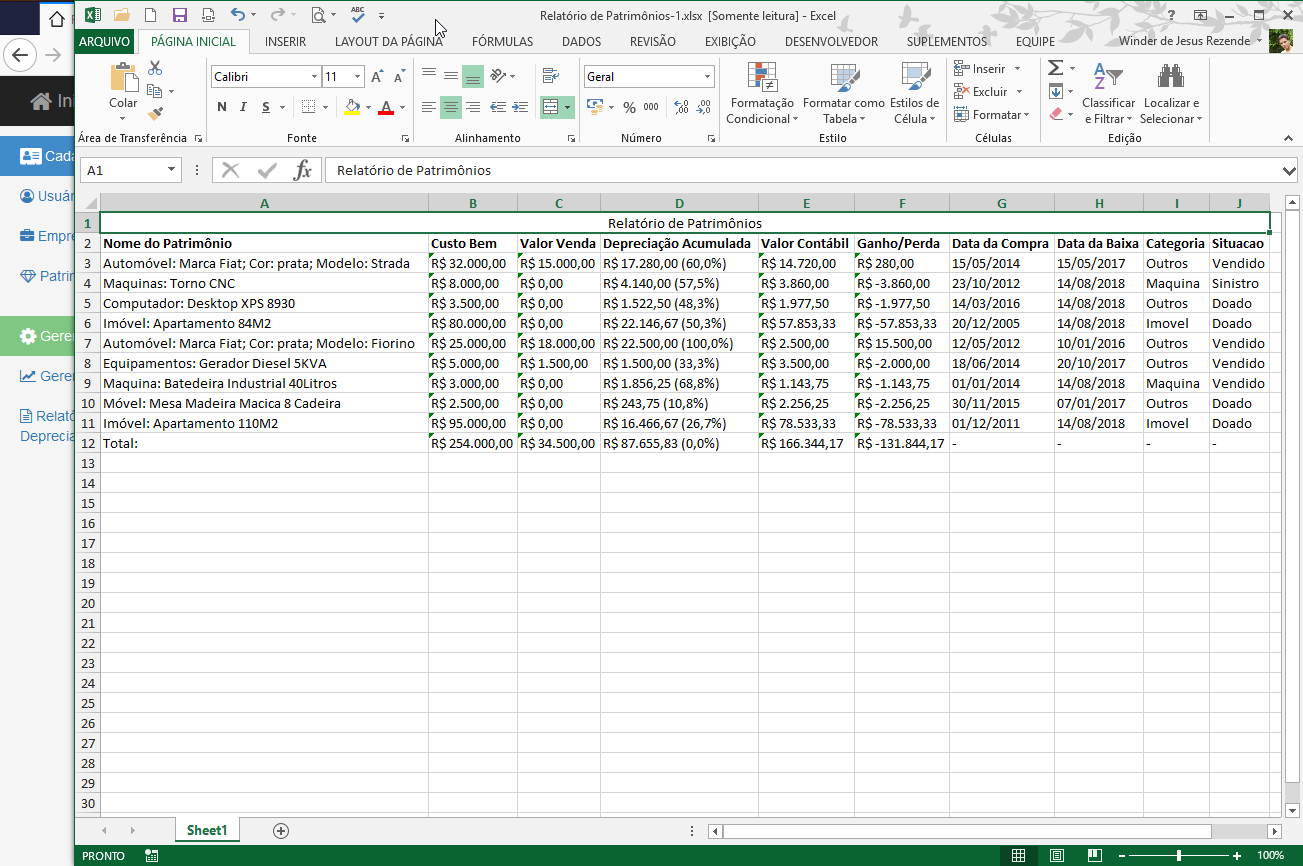 Relatório de Patrimônios-1.xlsx [Somente leitura] - Excel
ARQUIVO PÁGINA INICIAL INSERIR LAYOUT DA PÁGINA FÓRMULAS DADOS REVISÃO EXIBIÇÃO DESENVOLVEDOR SUPLEMENTOS EQUIPE Winder de Jesus Rezende
Colar
Calibri 11
N I S
Geral
% 000
Formatação Condicional
Formatar como Tabela
Estilos de Célula
Inserir
Excluir
Formatar
Classificar e Filtrar
Localizar e Selecionar
Área de Transferência Fonte Alinhamento Número Estilo Células Edição
A1 fx Relatório de Patrimônios
A B C D E F G H I J
1 Relatório de Patrimônios
2 Nome do Patrimônio Custo Bem Valor Venda Depreciação Acumulada Valor Contábil Ganho/Perda Data da Compra Data da Baixa Categoria Situacao
3 Automóvel: Marca Fiat; Cor: prata; Modelo: Strada R$ 32.000,00 R$ 15.000,00 R$ 17.280,00 (60,0%) R$ 14.720,00 R$ 280,00 15/05/2014 15/05/2017 Outros Vendido
4 Maquinas: Torno CNC R$ 8.000,00 R$ 0,00 R$ 4.140,00 (57,5%) R$ 3.860,00 R$ -3.860,00 23/10/2012 14/08/2018 Maquina Sinistro
5 Computador: Desktop XPS 8930 R$ 3.500,00 R$ 0,00 R$ 1.522,50 (48,3%) R$ 1.977,50 R$ -1.977,50 14/03/2016 14/08/2018 Outros Doado
6 Imóvel: Apartamento 84M2 R$ 80.000,00 R$ 0,00 R$ 22.146,67 (50,3%) R$ 57.853,33 R$ -57.853,33 20/12/2005 14/08/2018 Imovel Doado
7 Automóvel: Marca Fiat; Cor: prata; Modelo: Fiorino R$ 25.000,00 R$ 18.000,00 R$ 22.500,00 (100,0%) R$ 2.500,00 R$ 15.500,00 12/05/2012 10/01/2016 Outros Vendido
8 Equipamentos: Gerador Diesel 5KVA R$ 5.000,00 R$ 1.500,00 R$ 1.500,00 (33,3%) R$ 3.500,00 R$ -2.000,00 18/06/2014 20/10/2017 Outros Vendido
9 Maquina: Batedeira Industrial 40Litros R$ 3.000,00 R$ 0,00 R$ 1.856,25 (68,8%) R$ 1.143,75 R$ -1.143,75 01/01/2014 14/08/2018 Maquina Vendido
10 Móvel: Mesa Madeira Macica 8 Cadeira R$ 2.500,00 R$ 0,00 R$ 243,75 (10,8%) R$ 2.256,25 R$ -2.256,25 30/11/2015 07/01/2017 Outros Doado
11 Imóvel: Apartamento 110M2 R$ 95.000,00 R$ 0,00 R$ 16.466,67 (26,7%) R$ 78.533,33 R$ -78.533,33 01/12/2011 14/08/2018 Imovel Doado
12 Total: R$ 254.000,00 R$ 34.500,00 R$ 87.655,83 (0,0%) R$ 166.344,17 R$ -131.844,17 - - - -
13
14
15
16
17
18
19
20
21
22
23
24
25
26
27
28
29
30
Sheet1
PRONTO 100%
Ini
Cada
Usuár
Empre
Patrir
Geren
Geren
Relató
Deprecia